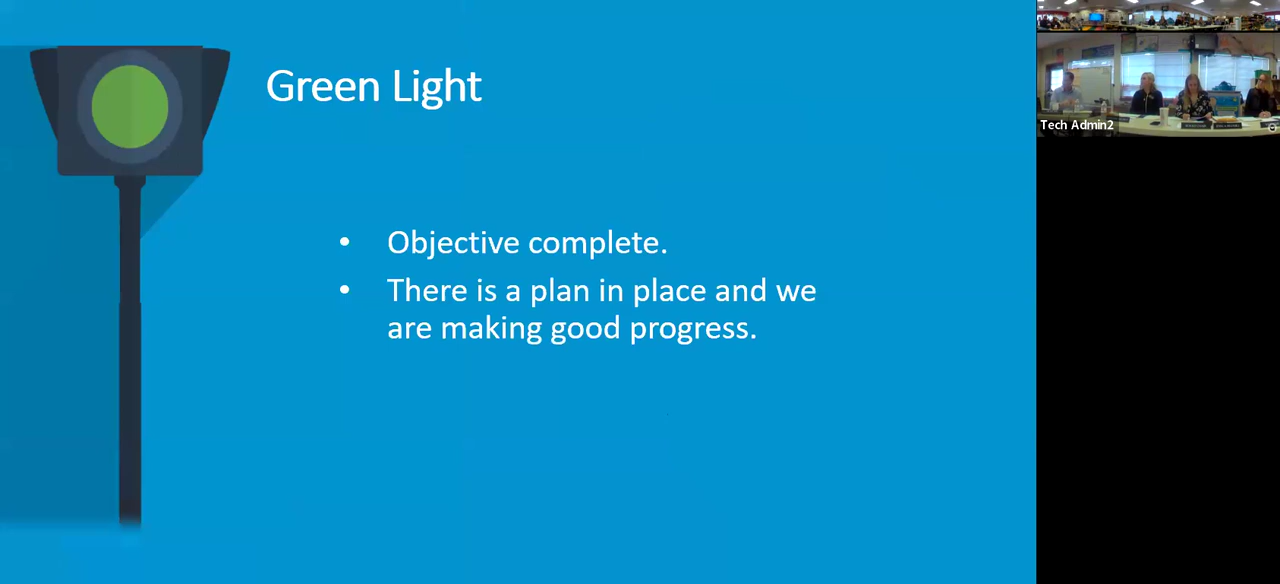 Green Light
• Objective complete.
• There is a plan in place and we
are making good progress.
Tech Admin2